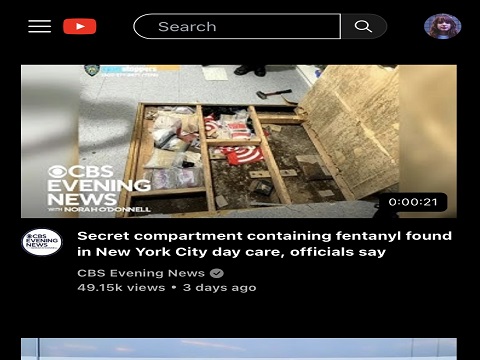 Search
CBS
EVENING
NEWS
WITH NORAH O'DONNELL
0:00:21
CBS
EVENING
NEWS
Secret compartment containing fentanyl found
in New York City day care, officials say
CBS Evening News
49.15k views • 3 days ago